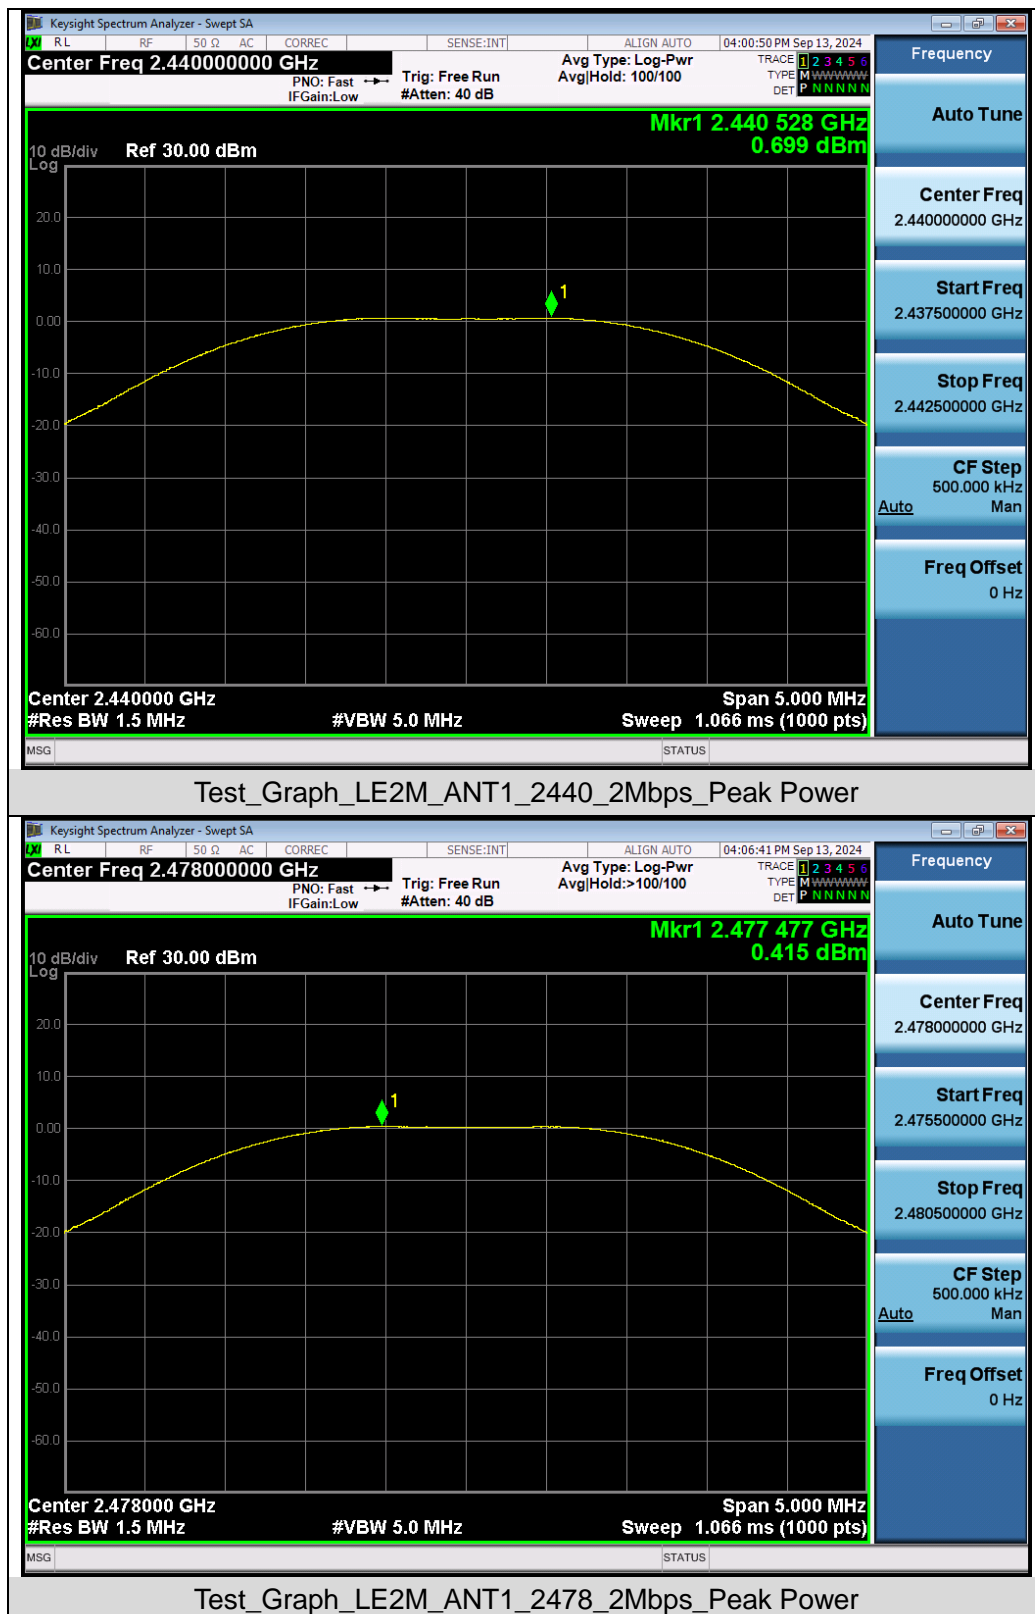 Keysight Spectrum Analyzer - Swept SA
LXI RL RF 50 Ω AC CORREC SENSE:INT ALIGN AUTO 04:00:50 PM Sep 13, 2024
Center Freq 2.440000000 GHz
PNO: Fast
IFGain:Low
Trig: Free Run
#Atten: 40 dB
Avg Type: Log-Pwr
Avg|Hold: 100/100
TRACE 1 2 3 4 5 6
TYPE M WWWWW
DET P N N N N N
Frequency
Mkr1 2.440 528 GHz
0.699 dBm
10 dB/div
Log
Ref 30.00 dBm
20.0
10.0
0.00
-10.0
-20.0
-30.0
-40.0
-50.0
-60.0
1
Center 2.440000 GHz
Span 5.000 MHz
#Res BW 1.5 MHz
#VBW 5.0 MHz
Sweep 1.066 ms (1000 pts)
Auto Tune
Center Freq
2.440000000 GHz
Start Freq
2.437500000 GHz
Stop Freq
2.442500000 GHz
CF Step
500.000 kHz
Auto Man
Freq Offset
0 Hz
MSG
STATUS
Test_Graph_LE2M_ANT1_2440_2Mbps_Peak Power
Keysight Spectrum Analyzer - Swept SA
LXI RL RF 50 Ω AC CORREC SENSE:INT ALIGN AUTO 04:06:41 PM Sep 13, 2024
Center Freq 2.478000000 GHz
PNO: Fast
IFGain:Low
Trig: Free Run
#Atten: 40 dB
Avg Type: Log-Pwr
Avg|Hold:>100/100
TRACE 1 2 3 4 5 6
TYPE M WWWWW
DET P N N N N N
Frequency
Mkr1 2.477 477 GHz
0.415 dBm
10 dB/div
Log
Ref 30.00 dBm
20.0
10.0
0.00
-10.0
-20.0
-30.0
-40.0
-50.0
-60.0
1
Center 2.478000 GHz
Span 5.000 MHz
#Res BW 1.5 MHz
#VBW 5.0 MHz
Sweep 1.066 ms (1000 pts)
Auto Tune
Center Freq
2.478000000 GHz
Start Freq
2.475500000 GHz
Stop Freq
2.480500000 GHz
CF Step
500.000 kHz
Auto Man
Freq Offset
0 Hz
MSG
STATUS
Test_Graph_LE2M_ANT1_2478_2Mbps_Peak Power